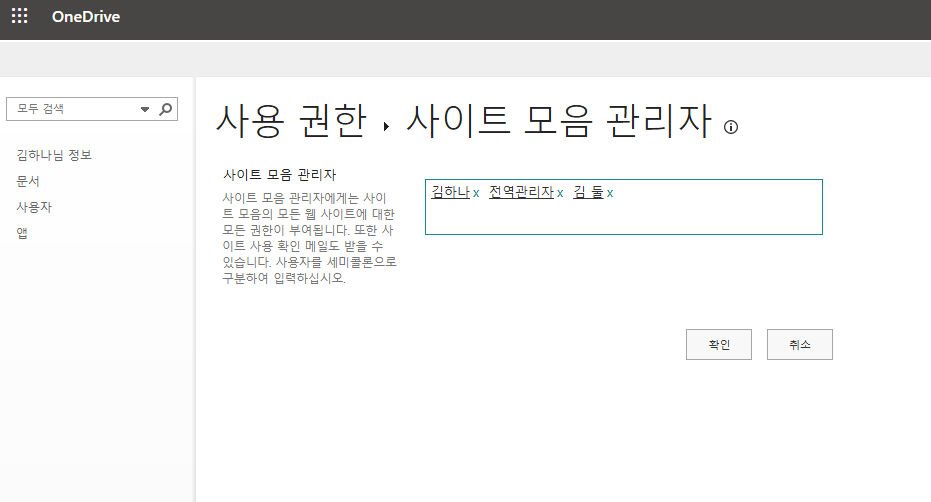 OneDrive
모두 검색
김하나님 정보
문서
사용자
앱
사용 권한 ▸ 사이트 모음 관리자
사이트 모음 관리자
사이트 모음 관리자에게는 사이
트 모음의 모든 웹 사이트에 대한
모든 권한이 부여됩니다. 또한 사
이트 사용 확인 메일도 받을 수
있습니다. 사용자를 세미콜론으로
구분하여 입력하십시오.
김하나 x 전역관리자 x 김 둘 x
확인 취소